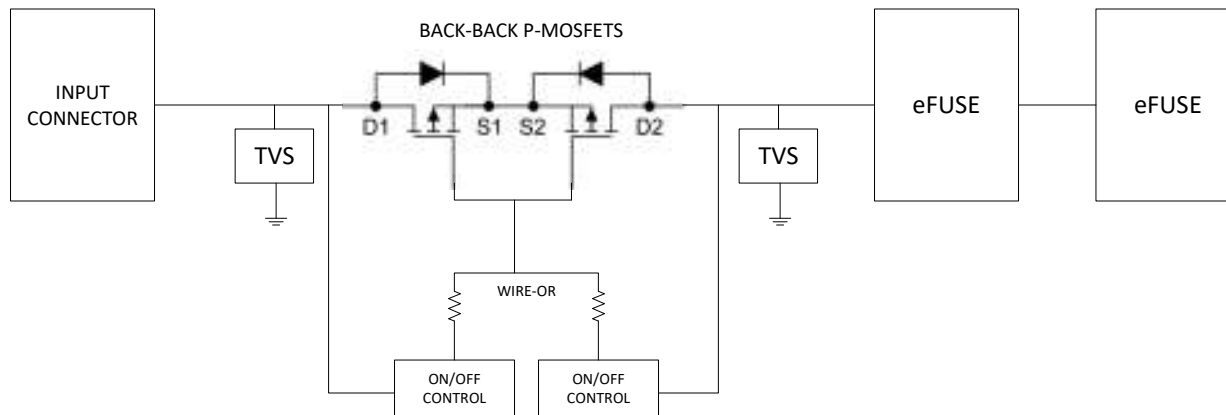 BACK-BACK P-MOSFETS
INPUT
CONNECTOR
eFUSE
eFUSE
D1
S1
S2
D2
TVS
TVS
WIRE-OR
ON/OFF
CONTROL
ON/OFF
CONTROL